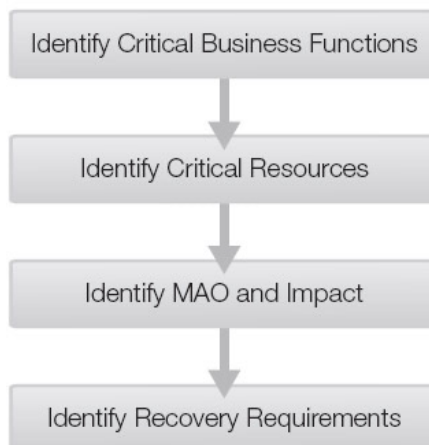 Identify Critical Business Functions
Identify Critical Resources
Identify MAO and Impact
Identify Recovery Requirements